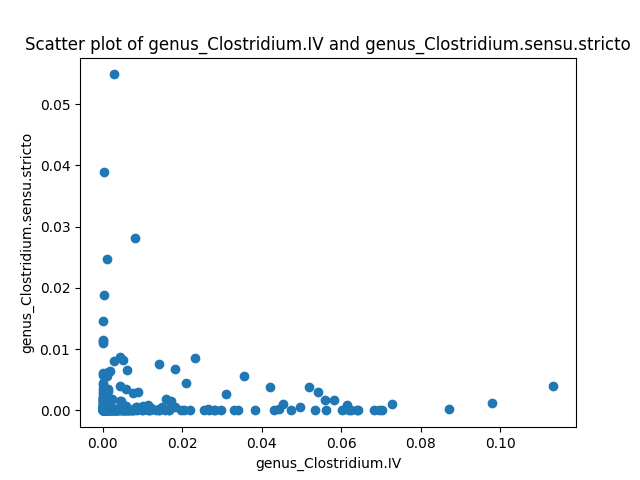 Scatter plot of genus_Clostridium.IV and genus_Clostridium.sensu.stricto
0.05
0.04
0.03
0.02
0.01
0.00
genus_Clostridium.sensu.stricto
0.00 0.02 0.04 0.06 0.08 0.10
genus_Clostridium.IV